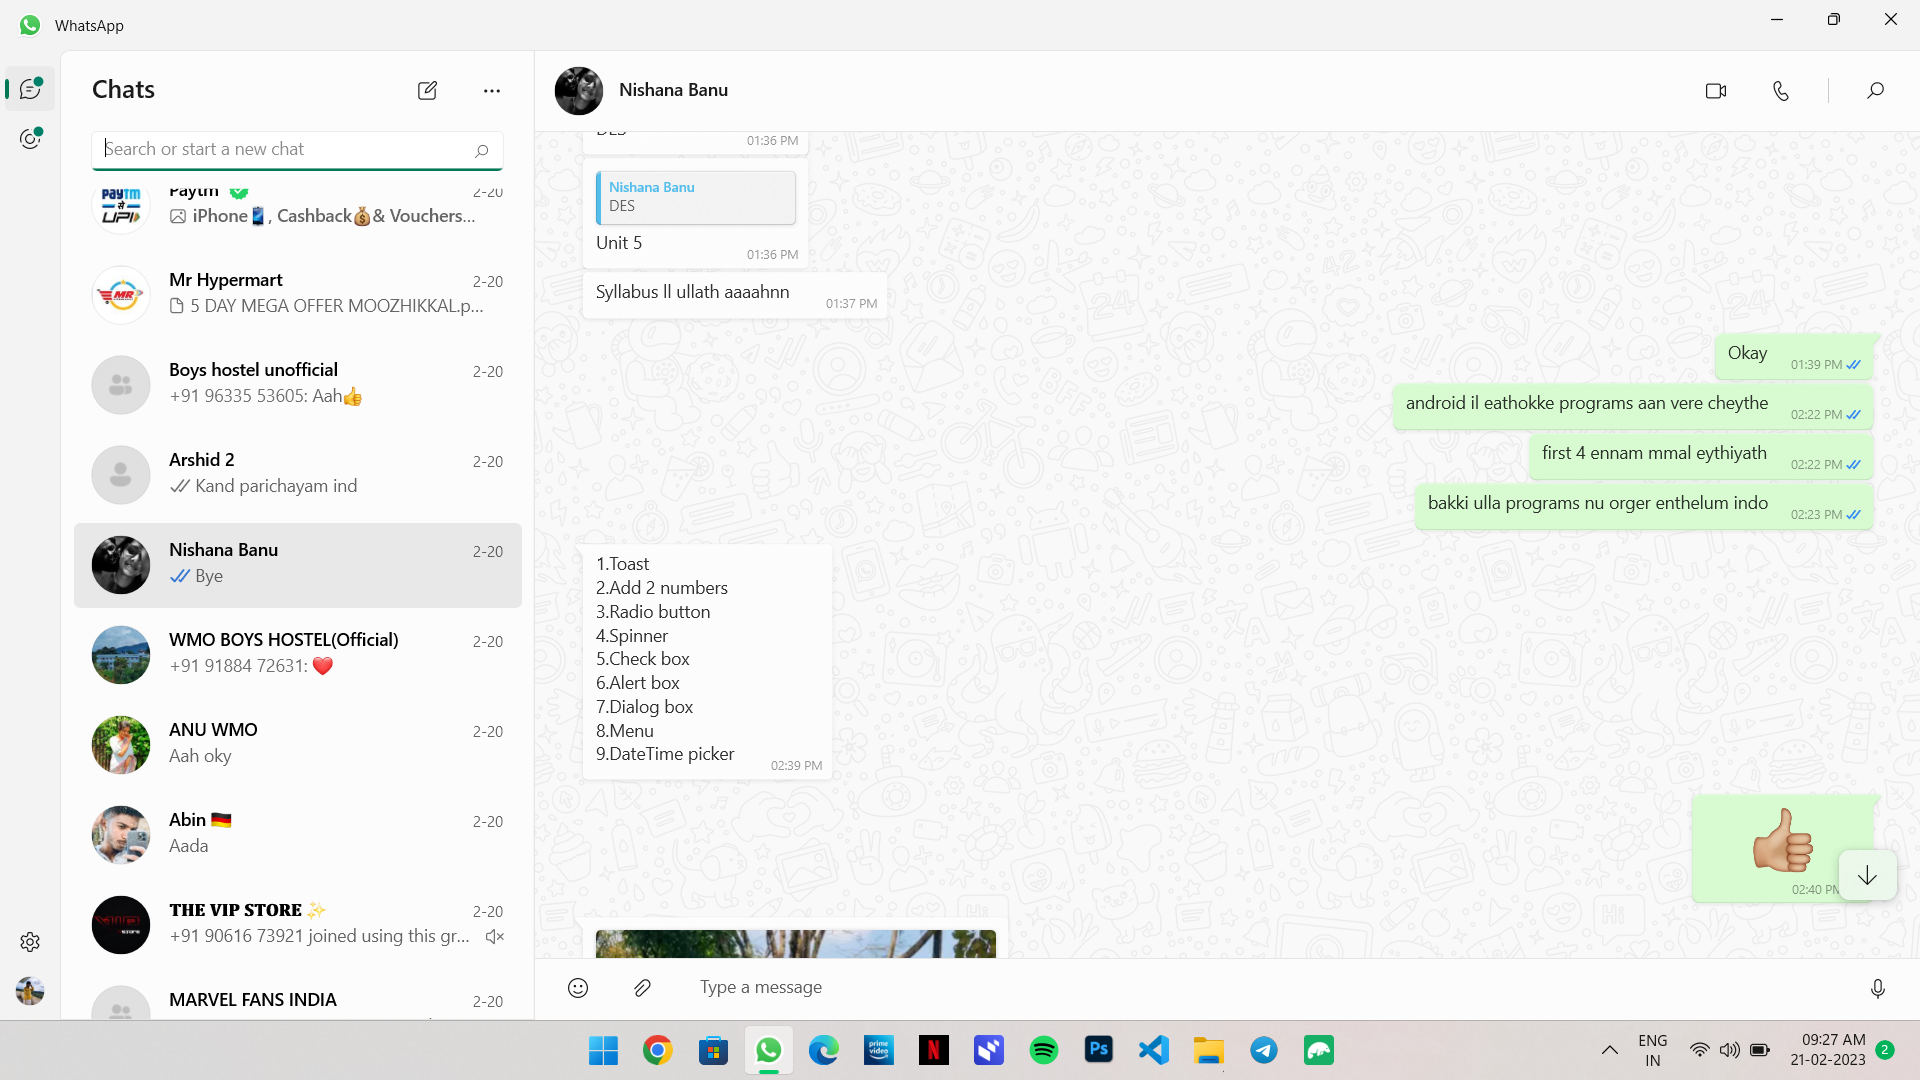 WhatsApp
Chats
Search or start a new chat
Paytm
2-20
iPhone📱, Cashback💰& Vouchers...
Mr Hypermart
2-20
5 DAY MEGA OFFER MOOZHIKKAL.p...
Boys hostel unofficial
2-20
+91 96335 53605: Aah👍
Arshid 2
2-20
Kand parichayam ind
Nishana Banu
2-20
Bye
WMO BOYS HOSTEL(Official)
2-20
+91 91884 72631: ❤️
ANU WMO
2-20
Aah oky
Abin 🇩🇪
2-20
Aada
THE VIP STORE ✨
2-20
+91 90616 73921 joined using this gr...
MARVEL FANS INDIA
2-20
Nishana Banu
DES
01:36 PM
Nishana Banu
DES
Unit 5
01:36 PM
Syllabus ll ullath aaaahnn
01:37 PM
Okay
01:39 PM
android il eathokke programs aan vere cheythe
02:22 PM
first 4 ennam mmal eythiyath
02:22 PM
bakki ulla programs nu orger enthelum indo
02:23 PM
1.Toast
2.Add 2 numbers
3.Radio button
4.Spinner
5.Check box
6.Alert box
7.Dialog box
8.Menu
9.DateTime picker
02:39 PM
👍🏼
02:40 PM
Type a message
prime video
N
Ps
ENG
IN
09:27 AM
21-02-2023
2